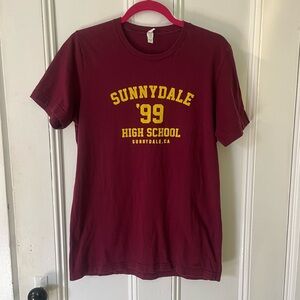 SUNNYDALE
'99
HIGH SCHOOL
SUNNYDALE, CA